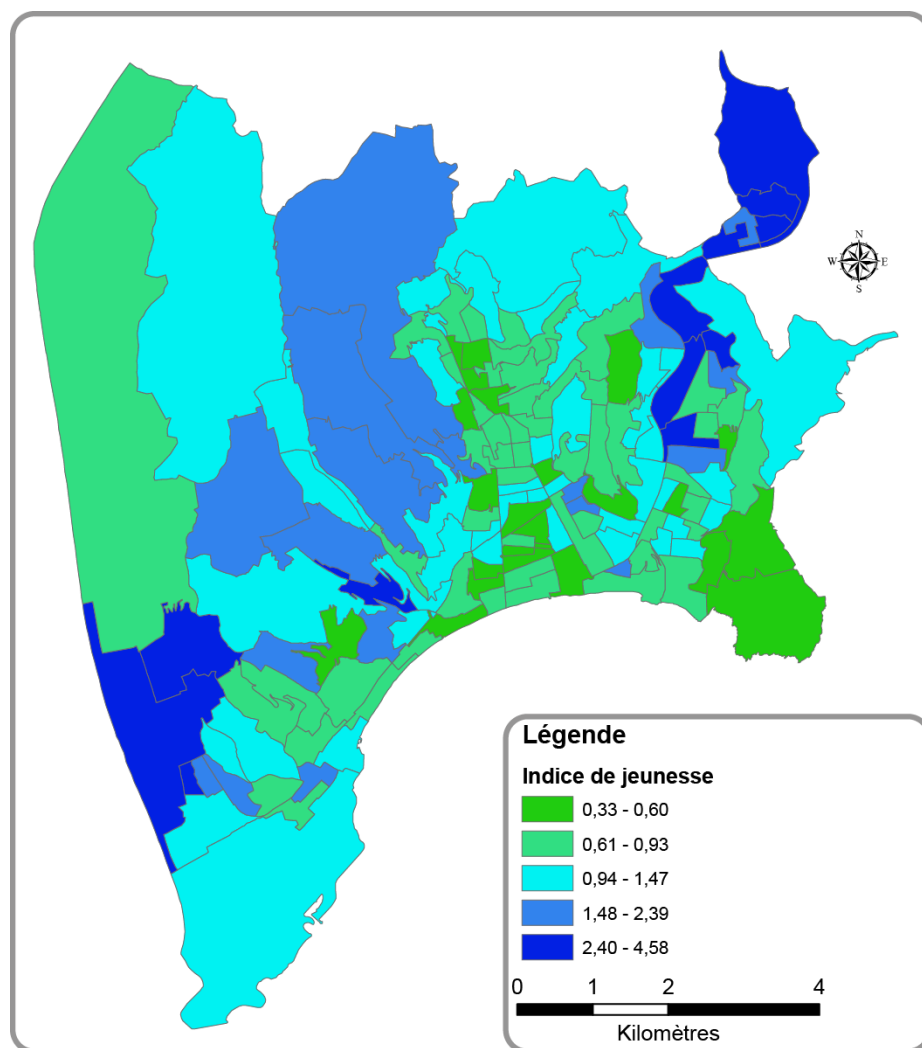 N
W E
S
Légende
Indice de jeunesse
0,33 - 0,60
0,61 - 0,93
0,94 - 1,47
1,48 - 2,39
2,40 - 4,58
0 1 2 4
Kilomètres